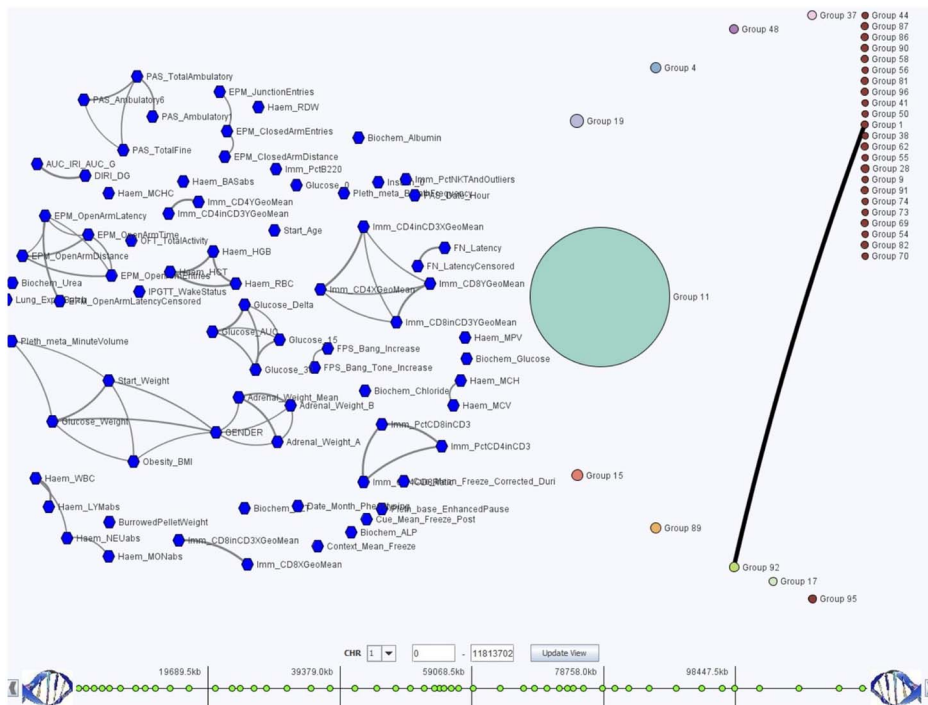 Group 37
Group 44
Group 87
Group 86
Group 90
Group 58
Group 56
Group 81
Group 96
Group 41
Group 50
Group 1
Group 38
Group 62
Group 55
Group 28
Group 9
Group 91
Group 74
Group 73
Group 69
Group 54
Group 82
Group 70
Group 48
Group 4
Group 19
Group 11
Group 15
Group 89
Group 92
Group 17
Group 95
PAS_TotalAmbulatory
PAS_Ambulatory6
EPM_JunctionEntries
Haem_RDW
PAS_Ambulatory
EPM_ClosedArmEntries
Biochem_Albumin
PAS_TotalFine
EPM_ClosedArmDistance
AUC_IRI_AUC_G
DIRI_DG
Imm_PctB220
Haem_BASabs
Glucose_0
Imm_PctNKTAndOutliers
Haem_MCHC
Imm_CD4YGeoMean
Imm_CD4inCD3YGeoMean
EPM_OpenArmLatency
Start_Age
Imm_CD4inCD3XGeoMean
EPM_OpenArmTime
OFT_TotalActivity
FN_Latency
EPM_OpenArmDistance
Haem_HGB
FN_LatencyCensored
Haem_HCT
Biochem_Urea
Haem_RBC
Imm_CD4XGeoMean
Imm_CD8YGeoMean
IPGTT_WakeStatus
EPM_OpenArmLatencyCensored
Glucose_Delta
Imm_CD8inCD3YGeoMean
Glucose_AUC
Glucose_15
Haem_MPV
Pleth_meta_MinuteVolume
FPS_Bang_Increase
Biochem_Glucose
FPS_Bang_Tone_Increase
Start_Weight
Biochem_Chloride
Haem_MCH
Adrenal_Weight_Mean
Adrenal_Weight_B
Haem_MCV
Glucose_Weight
GENDER
Adrenal_Weight_A
Imm_PctCD8inCD3
Imm_PctCD4inCD3
Obesity_BMI
Haem_WBC
Haem_LYMabs
BurrowedPelletWeight
Cue_Mean_Freeze_Post
Haem_NEUabs
Imm_CD8inCD3XGeoMean
Biochem_ALP
Context_Mean_Freeze
Haem_MONabs
Imm_CD8XGeoMean
CHR 1 0 - 11813702 Update View
19689.5kb 39379.0kb 59068.5kb 78758.0kb 98447.5kb